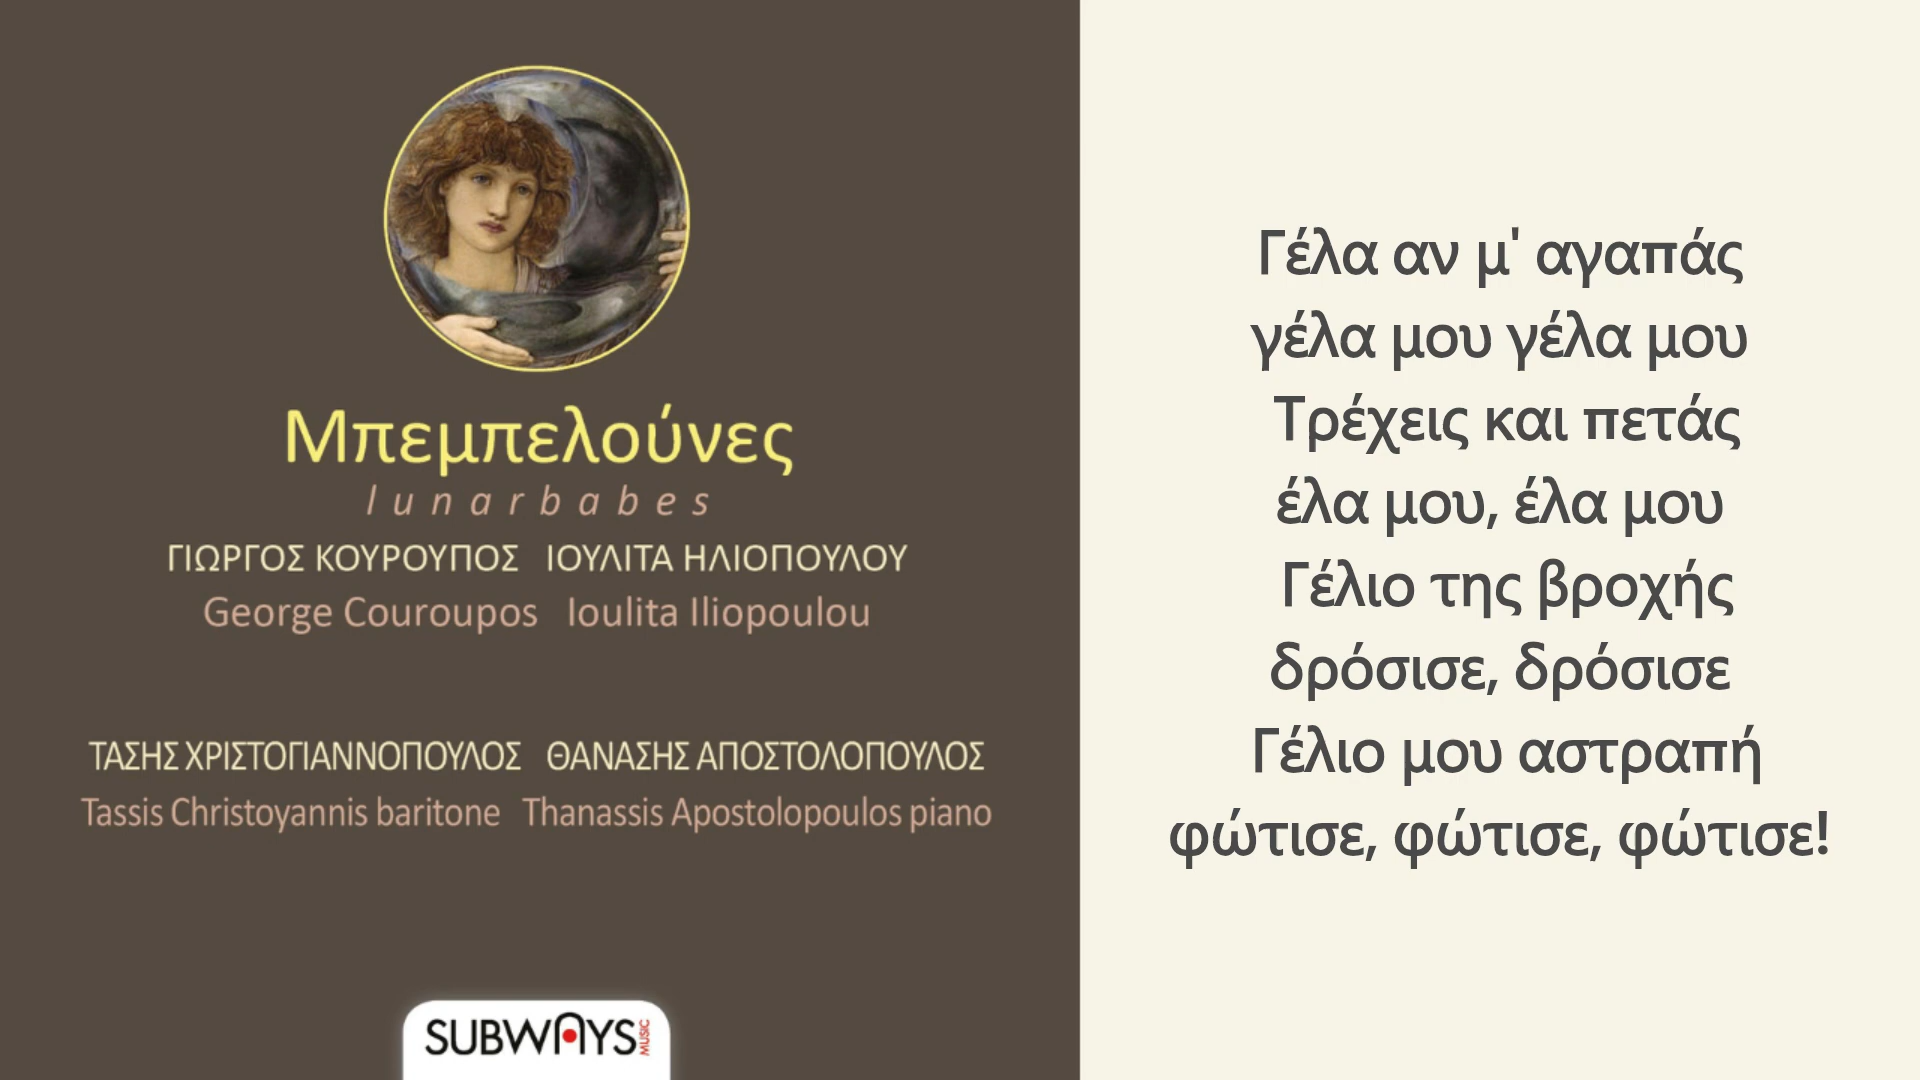 Μπεμπελούνες
lunarbabes
ΓΙΩΡΓΟΣ ΚΟΥΡΟΥΠΟΣ ΙΟΥΛΙΤΑ ΗΛΙΟΠΟΥΛΟΥ
George Couroupos Ioulita Iliopoulou
ΤΑΣΗΣ ΧΡΙΣΤΟΓΙΑΝΝΟΠΟΥΛΟΣ ΘΑΝΑΣΗΣ ΑΠΟΣΤΟΛΟΠΟΥΛΟΣ
Tassis Christoyannis baritone Thanassis Apostolopoulos piano
SUBWAYS MUSIC
Γέλα αν μ' αγαπάς
γέλα μου γέλα μου
Τρέχεις και πετάς
έλα μου, έλα μου
Γέλιο της βροχής
δρόσισε, δρόσισε
Γέλιο μου αστραπή
φώτισε, φώτισε, φώτισε!